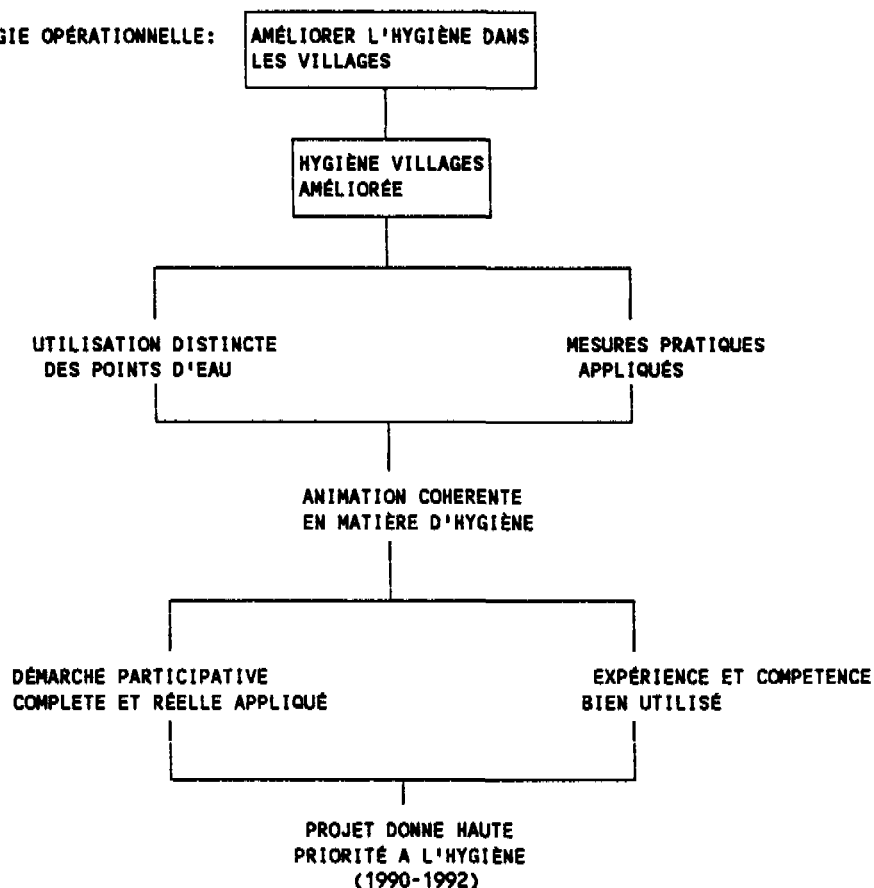 GIE OPÉRATIONNELLE:
AMÉLIORER L'HYGIÈNE DANS
LES VILLAGES
HYGIÈNE VILLAGES
AMÉLIORÉE
UTILISATION DISTINCTE
DES POINTS D'EAU
MESURES PRATIQUES
APPLIQUÉS
ANIMATION COHERENTE
EN MATIÈRE D'HYGIÈNE
DÉMARCHE PARTICIPATIVE
COMPLETE ET RÉELLE APPLIQUÉ
EXPÉRIENCE ET COMPETENCE
BIEN UTILISÉ
PROJET DONNE HAUTE
PRIORITÉ A L'HYGIÈNE
(1990-1992)